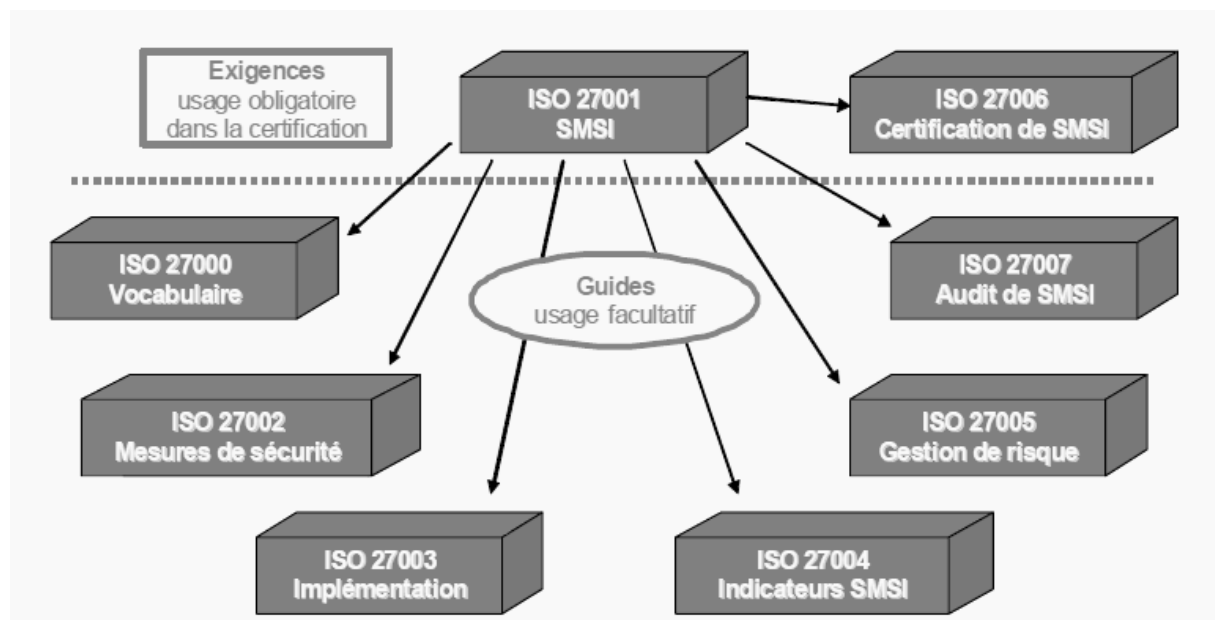 Exigences
usage obligatoire
dans la certification
ISO 27001
SMSI
ISO 27006
Certification de SMSI
ISO 27000
Vocabulaire
Guides
usage facultatif
ISO 27007
Audit de SMSI
ISO 27002
Mesures de sécurité
ISO 27005
Gestion de risque
ISO 27003
Implémentation
ISO 27004
Indicateurs SMSI